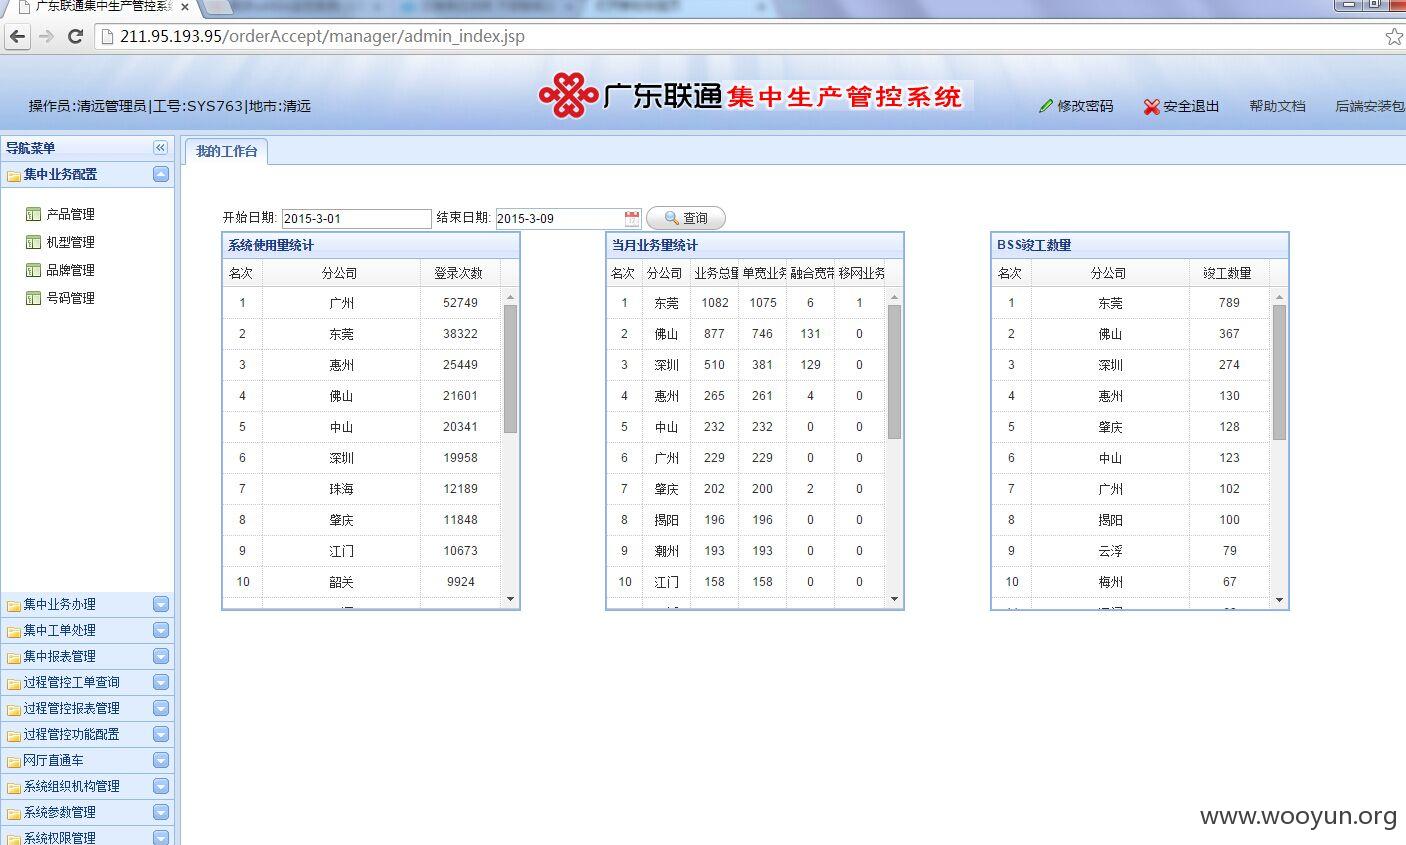 广东联通集中生产管控系统
211.95.193.95/orderAccept/manager/admin_index.jsp
操作员:清远管理员|工号:SYS763|地市:清远
广东联通集中生产管控系统
修改密码 安全退出 帮助文档 后端安装包
导航菜单
集中业务配置
产品管理
机型管理
品牌管理
号码管理
集中业务办理
集中工单处理
集中报表管理
过程管控工单查询
过程管控报表管理
过程管控功能配置
网厅直通车
系统组织机构管理
系统参数管理
系统权限管理
我的工作台
开始日期: 2015-3-01 结束日期: 2015-3-09 查询
系统使用量统计
名次 分公司 登录次数
1 广州 52749
2 东莞 38322
3 惠州 25449
4 佛山 21601
5 中山 20341
6 深圳 19958
7 珠海 12189
8 肇庆 11848
9 江门 10673
10 韶关 9924
当月业务量统计
名次 分公司 业务总量 单宽业务 融合宽带 移网业务
1 东莞 1082 1075 6 1
2 佛山 877 746 131 0
3 深圳 510 381 129 0
4 惠州 265 261 4 0
5 中山 232 232 0 0
6 广州 229 229 0 0
7 肇庆 202 200 2 0
8 揭阳 196 196 0 0
9 潮州 193 193 0 0
10 江门 158 158 0 0
BSS竣工数量
名次 分公司 竣工数量
1 东莞 789
2 佛山 367
3 深圳 274
4 惠州 130
5 肇庆 128
6 中山 123
7 广州 102
8 揭阳 100
9 云浮 79
10 梅州 67
www.wooyun.org